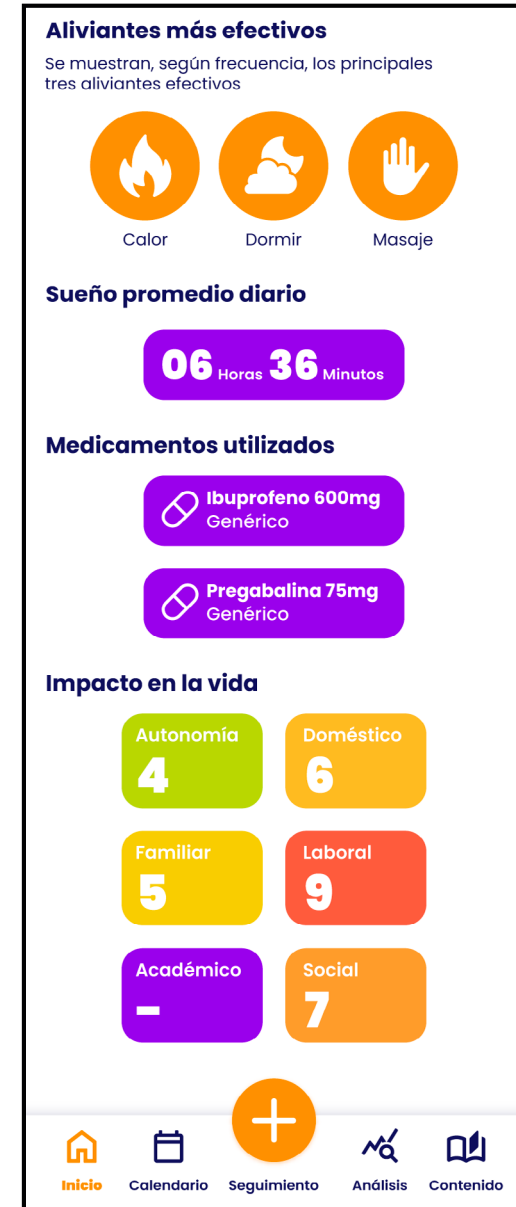 Aliviantes más efectivos
Se muestran, según frecuencia, los principales
tres aliviantes efectivos
Calor Dormir Masaje
Sueño promedio diario
06 Horas 36 Minutos
Medicamentos utilizados
Ibuprofeno 600mg
Genérico
Pregabalina 75mg
Genérico
Impacto en la vida
Autonomía Doméstico
4 6
Familiar Laboral
5 9
Académico Social
- 7
Inicio Calendario Seguimiento Análisis Contenido